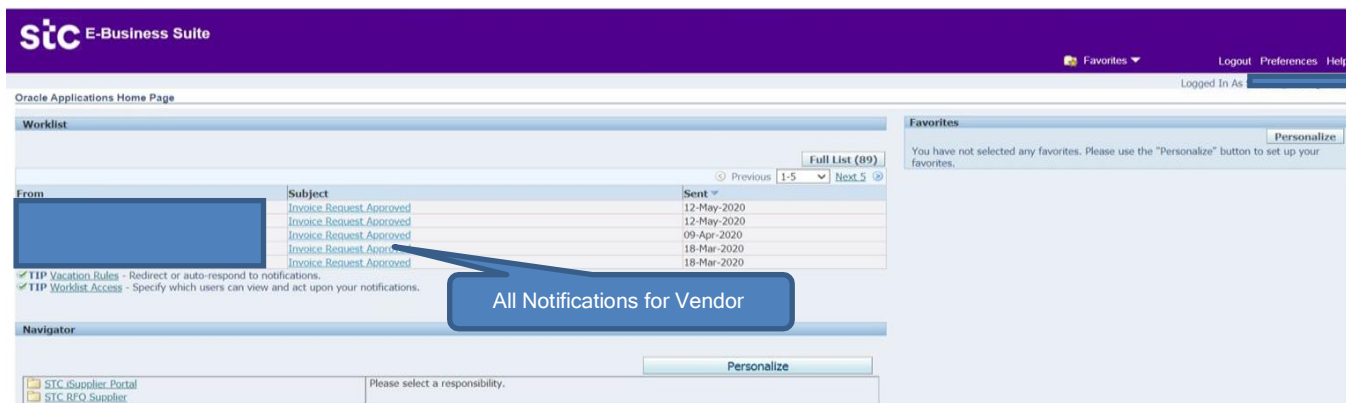 stc E-Business Suite
Favorites
Logout Preferences Help
Logged In As
Oracle Applications Home Page
Worklist
Full List (89)
Previous 1-5 Next 5
From Subject Sent
Invoice Request Approved 12-May-2020
Invoice Request Approved 12-May-2020
Invoice Request Approved 09-Apr-2020
Invoice Request Approved 18-Mar-2020
Invoice Request Approved 18-Mar-2020
TIP Vacation Rules - Redirect or auto-respond to notifications.
TIP Worklist Access - Specify which users can view and act upon your notifications.
All Notifications for Vendor
Navigator
Personalize
STC iSupplier Portal
STC RFQ Supplier
Please select a responsibility.
Favorites
Personalize
You have not selected any favorites. Please use the "Personalize" button to set up your
favorites.